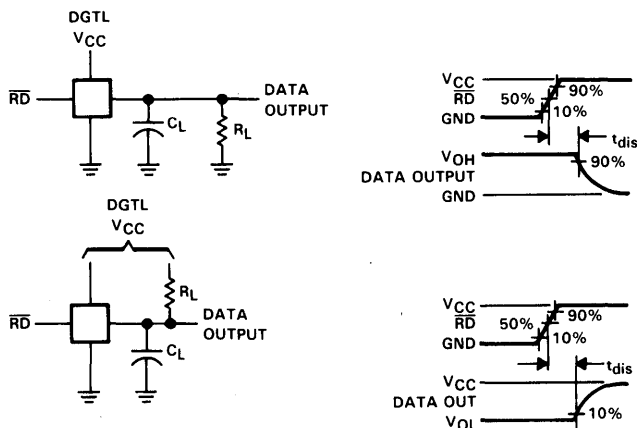 DGTL
VCC
RD
DATA
OUTPUT
CL
RL
VCC
RD
90%
50%
10%
GND
tdis
VOH
90%
DATA OUTPUT
GND
DGTL
VCC
RL
RD
DATA
OUTPUT
CL
VCC
RD
90%
50%
10%
GND
tdis
VCC
DATA OUT
10%
VOL